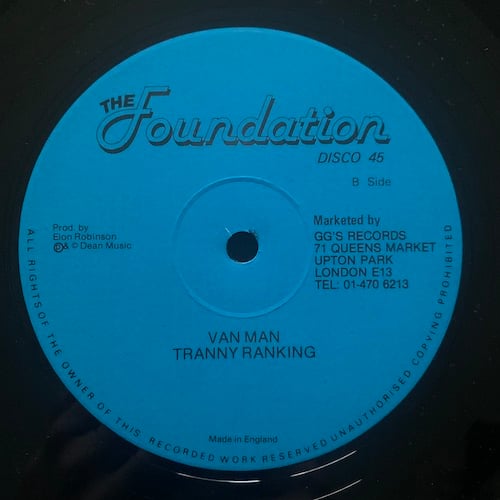 THE
Foundation
DISCO 45
B Side
Prod. by
Elon Robinson
Ⓟ& © Dean Music
Marketed by
GG'S RECORDS
71 QUEENS MARKET
UPTON PARK
LONDON E13
TEL: 01-470 6213
VAN MAN
TRANNY RANKING
Made in England
ALL RIGHTS OF THE OWNER OF THIS RECORDED WORK RESERVED UNAUTHORISED COPYING PROHIBITED